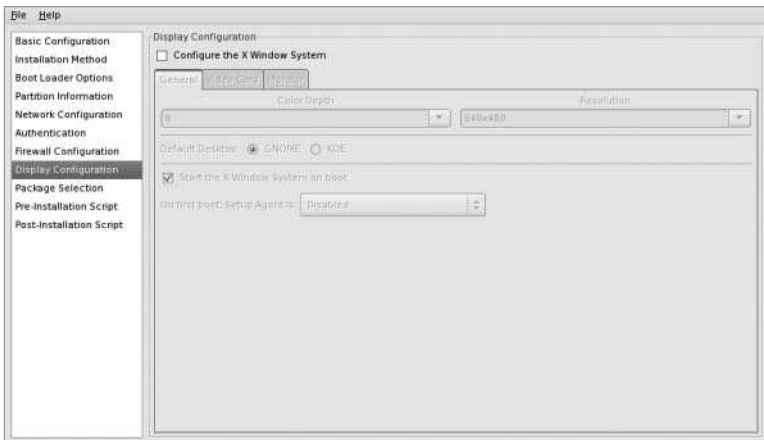 File Help
Basic Configuration
Installation Method
Boot Loader Options
Partition Information
Network Configuration
Authentication
Firewall Configuration
Display Configuration
Package Selection
Pre-Installation Script
Post-Installation Script
Display Configuration
Configure the X Window System
General Video Card Monitor
Color Depth Resolution
8 640x480
Default Desktop: GNOME KDE
Start the X Window System on boot
On first boot, Setup Agent is: Disabled